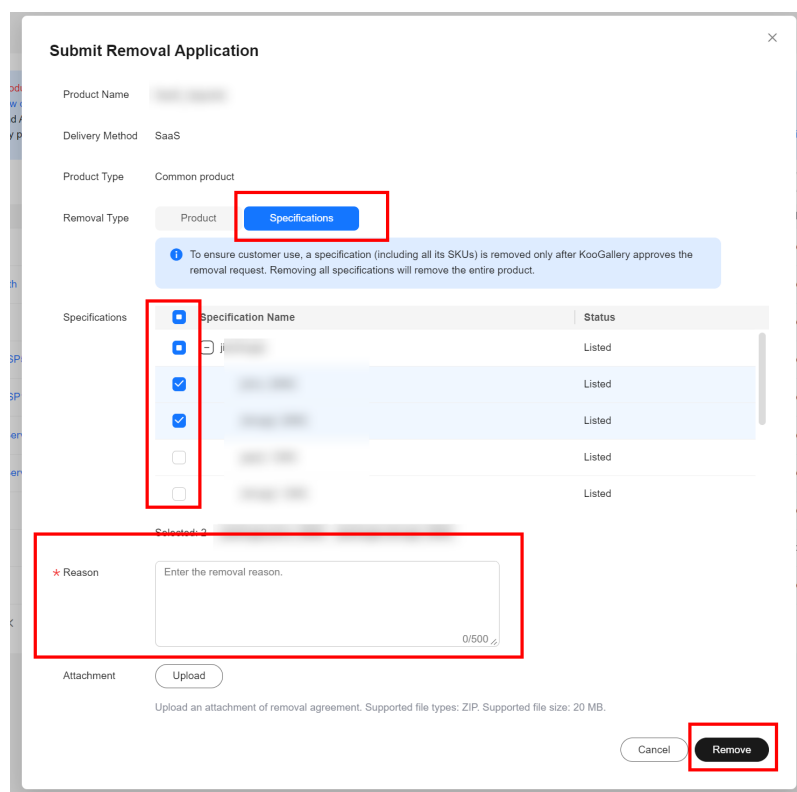 Submit Removal Application
Product Name
Delivery Method SaaS
Product Type Common product
Removal Type Product Specifications
To ensure customer use, a specification (including all its SKUs) is removed only after KooGallery approves the
removal request. Removing all specifications will remove the entire product.
Specifications Specification Name Status
Listed
Listed
Listed
Listed
Listed
Selected: 2
* Reason Enter the removal reason.
0/500
Attachment Upload
Upload an attachment of removal agreement. Supported file types: ZIP. Supported file size: 20 MB.
Cancel Remove